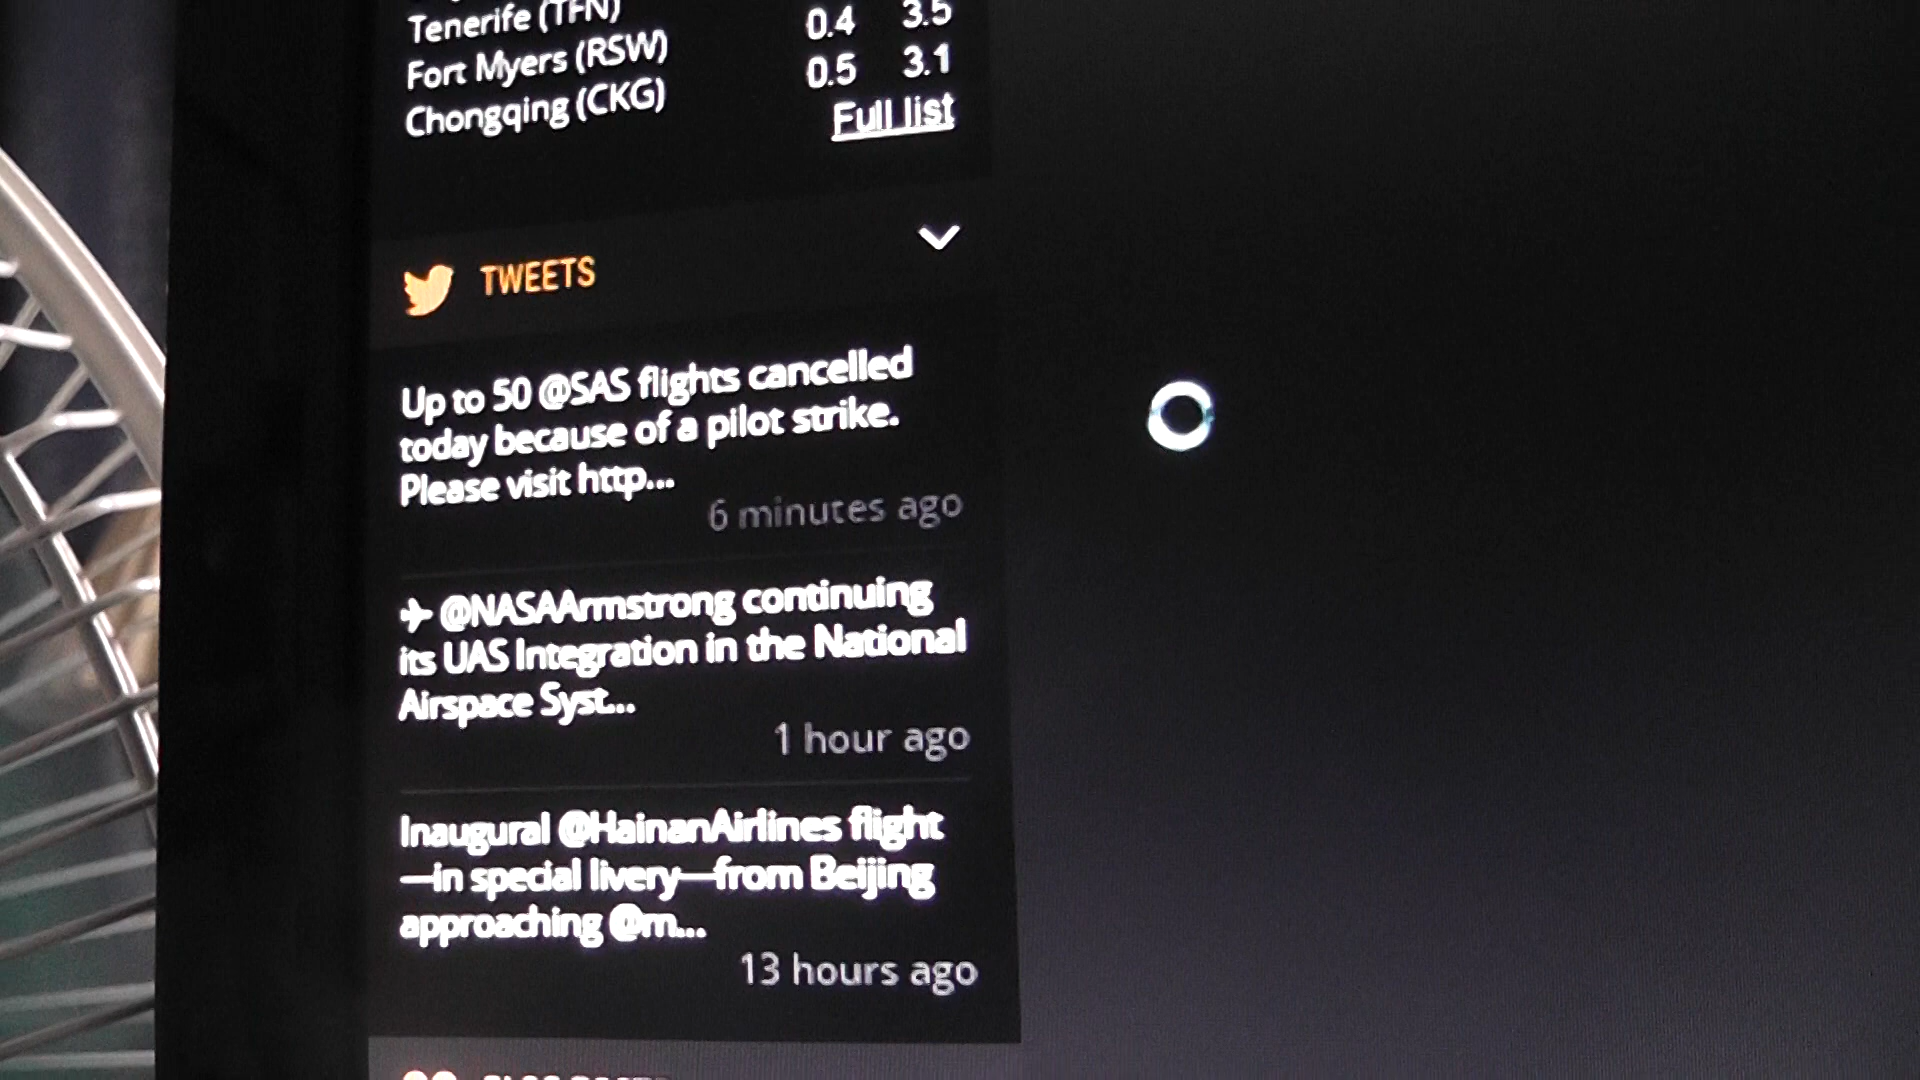 Tenerife (TFN)
0.4 3.5
Fort Myers (RSW)
0.5 3.1
Chongqing (CKG)
Full list
TWEETS
Up to 50 @SAS flights cancelled
today because of a pilot strike.
Please visit http...
6 minutes ago
✈ @NASAArmstrong continuing
its UAS Integration in the National
Airspace Syst...
1 hour ago
Inaugural @HainanAirlines flight
—in special livery—from Beijing
approaching @m...
13 hours ago